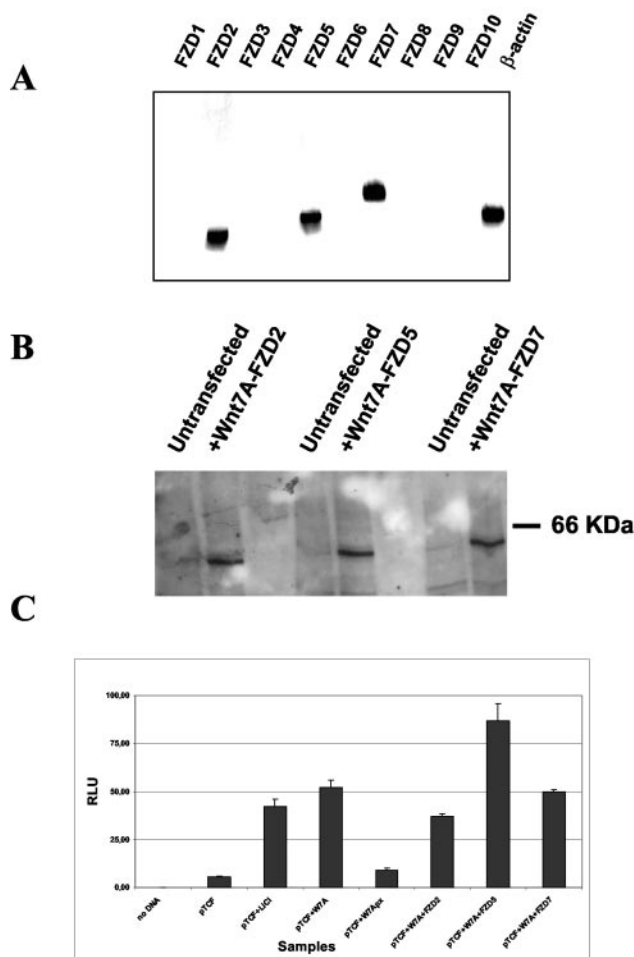 A
FZD1
FZD2
FZD3
FZD4
FZD5
FZD6
FZD7
FZD8
FZD9
FZD10
β-actin
B
Untransfected
+Wnt7A-FZD2
Untransfected
+Wnt7A-FZD5
Untransfected
+Wnt7A-FZD7
66 KDa
C
100,00
75,00
50,00
25,00
0,00
RLU
no DNA
pTCF
pTCF+LiCl
pTCF+W7A
pTCF+W7Apx
pTCF+W7A+FZD2
pTCF+W7A+FZD5
pTCF+W7A+FZD7
Samples